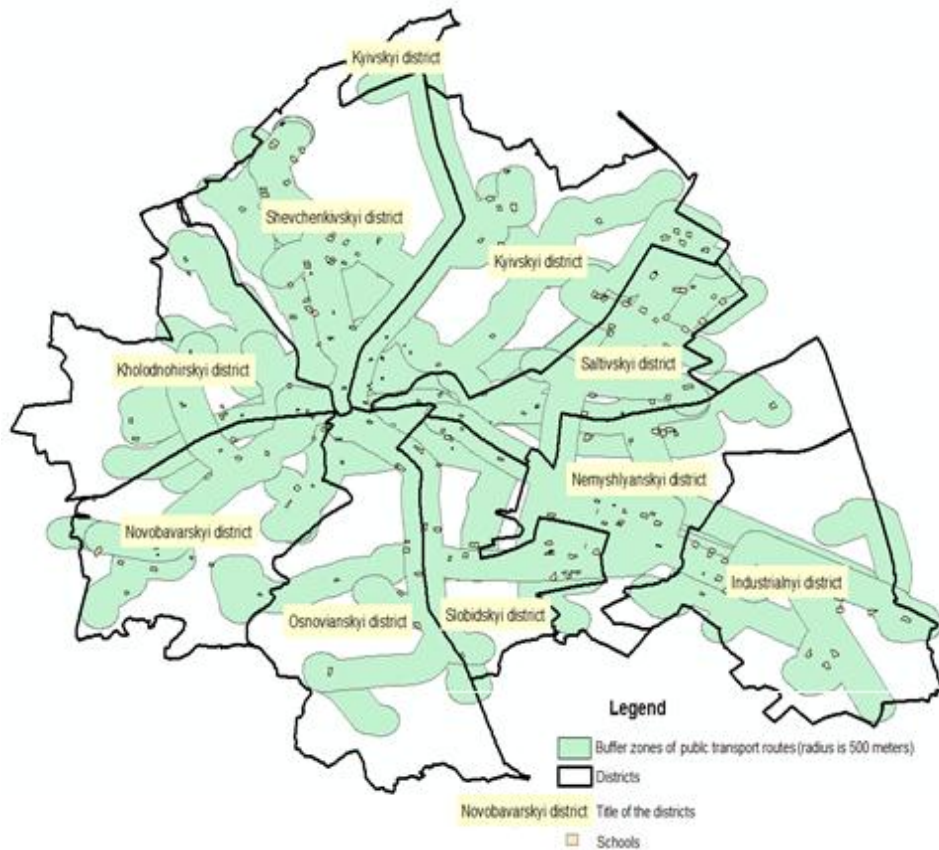 Kyivskyi district
Shevchenkivskyi district
Kyivskyi district
Kholodnohirskyi district
Saltivskyi district
Nemyshlyanskyi district
Novobavarskyi district
Industrialnyi district
Osnovianskyi district
Slobidskyi district
Legend
Buffer zones of publc transport routes (radius is 500 meters)
Districts
Novobavarskyi district Title of the districts
Schools